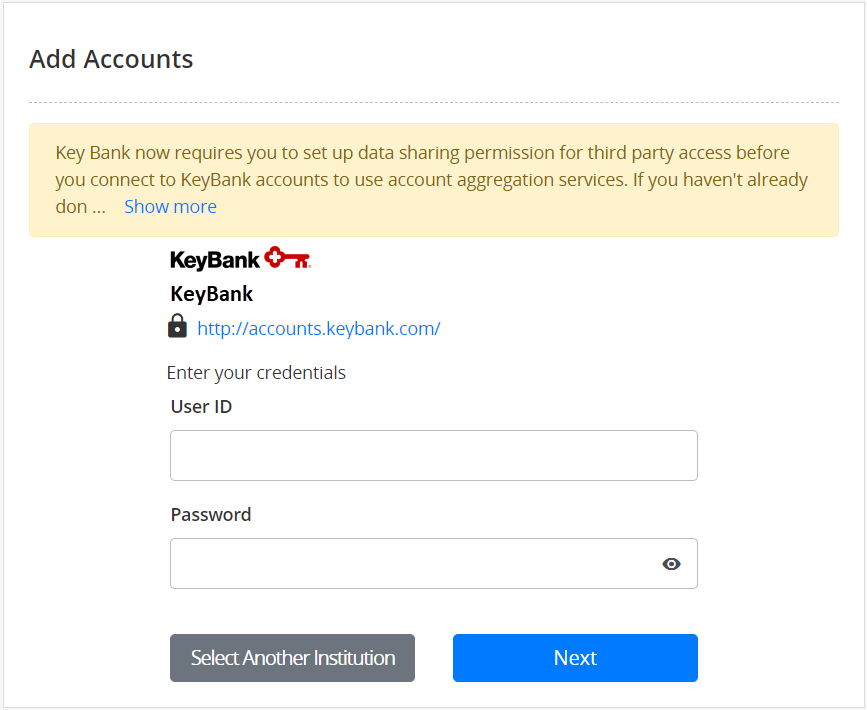 Add Accounts
Key Bank now requires you to set up data sharing permission for third party access before
you connect to KeyBank accounts to use account aggregation services. If you haven't already
don ... Show more
KeyBank
KeyBank
http://accounts.keybank.com/
Enter your credentials
User ID
Password
Select Another Institution Next